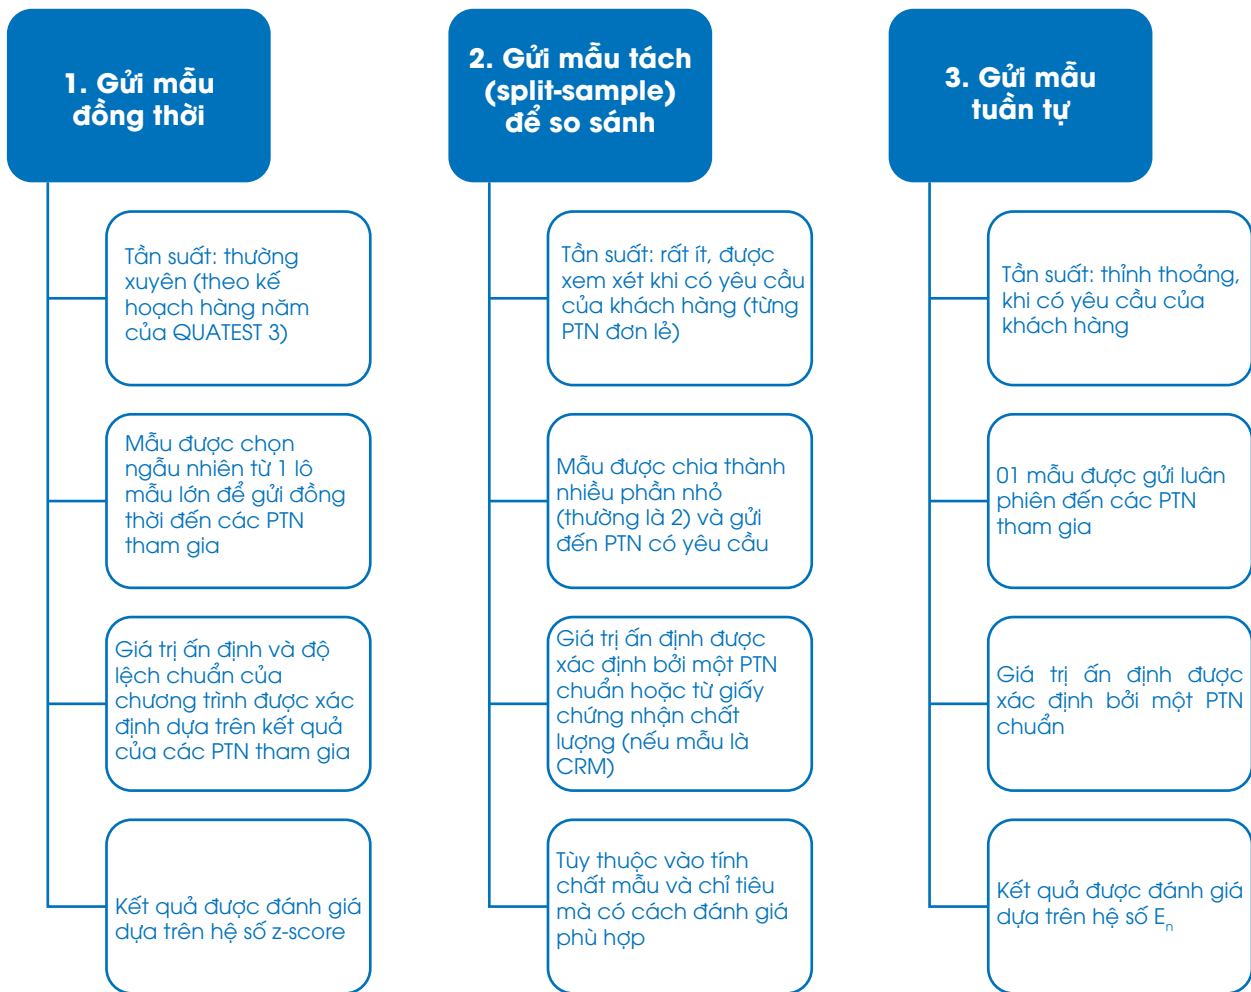 1. Gửi mẫu
đồng thời
Tần suất: thường
xuyên (theo kế
hoạch hàng năm
của QUATEST 3)
Mẫu được chọn
ngẫu nhiên từ 1 lô
mẫu lớn để gửi đồng
thời đến các PTN
tham gia
Giá trị ấn định và độ
lệch chuẩn của
chương trình được xác
định dựa trên kết quả
của các PTN tham gia
Kết quả được đánh giá
dựa trên hệ số z-score
2. Gửi mẫu tách
(split-sample)
để so sánh
Tần suất: rất ít, được
xem xét khi có yêu cầu
của khách hàng (từng
PTN đơn lẻ)
Mẫu được chia thành
nhiều phần nhỏ
(thường là 2) và gửi
đến PTN có yêu cầu
Giá trị ấn định được
xác định bởi một PTN
chuẩn hoặc từ giấy
chứng nhận chất
lượng (nếu mẫu là
CRM)
Tùy thuộc vào tính
chất mẫu và chỉ tiêu
mà có cách đánh giá
phù hợp
3. Gửi mẫu
tuần tự
Tần suất: thỉnh thoảng,
khi có yêu cầu của
khách hàng
01 mẫu được gửi luân
phiên đến các PTN
tham gia
Giá trị ấn định được
xác định bởi một PTN
chuẩn
Kết quả được đánh giá
dựa trên hệ số Eₙ